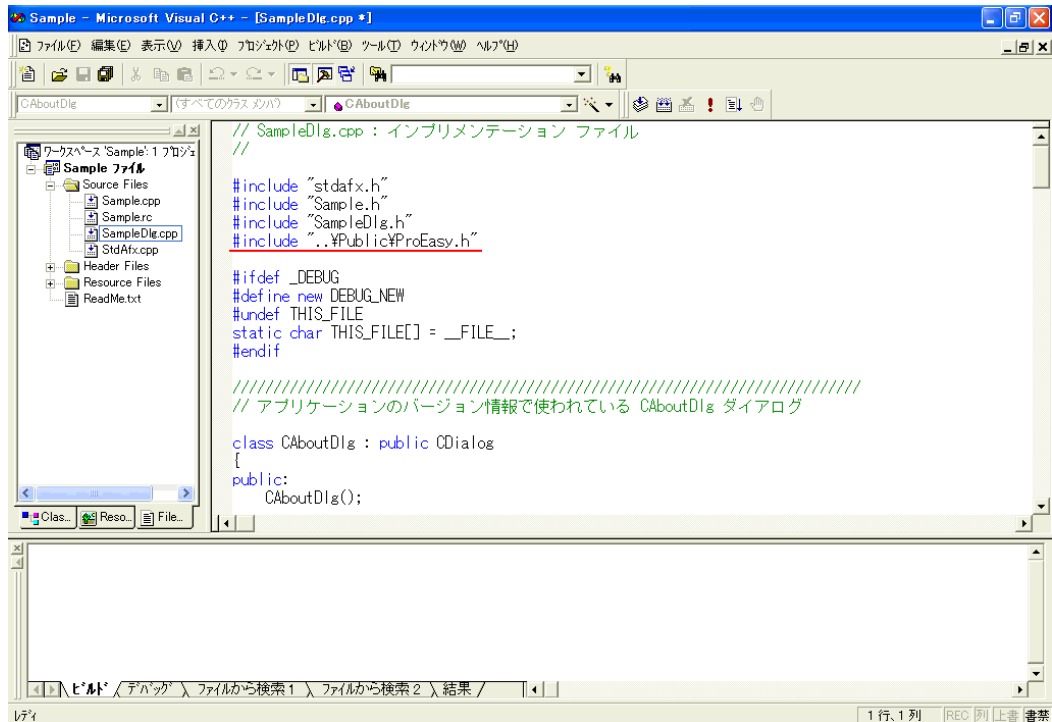 Sample - Microsoft Visual C++ - [SampleDlg.cpp *]
ファイル(F) 編集(E) 表示(V) 挿入(I) プロジェクト(P) ビルド(B) ツール(T) ウィンドウ(W) ヘルプ(H)
CAboutDlg (すべてのクラス メンバ) CAboutDlg
ワークスペース 'Sample': 1 プロジェ
Sample ファイル
Source Files
Sample.cpp
Sample.rc
SampleDlg.cpp
StdAfx.cpp
Header Files
Resource Files
ReadMe.txt
Clas... Reso... File...
// SampleDlg.cpp : インプリメンテーション ファイル
//
#include "stdafx.h"
#include "Sample.h"
#include "SampleDlg.h"
#include "..¥Public¥ProEasy.h"
#ifdef _DEBUG
#define new DEBUG_NEW
#undef THIS_FILE
static char THIS_FILE[] = __FILE__;
#endif
/////////////////////////////////////////////////////////////////////////////
// アプリケーションのバージョン情報で使われている CAboutDlg ダイアログ
class CAboutDlg : public CDialog
{
public:
CAboutDlg();
ビルド デバッグ ファイルから検索1 ファイルから検索2 結果
レディ
1 行、1 列 REC 列 上書 書禁